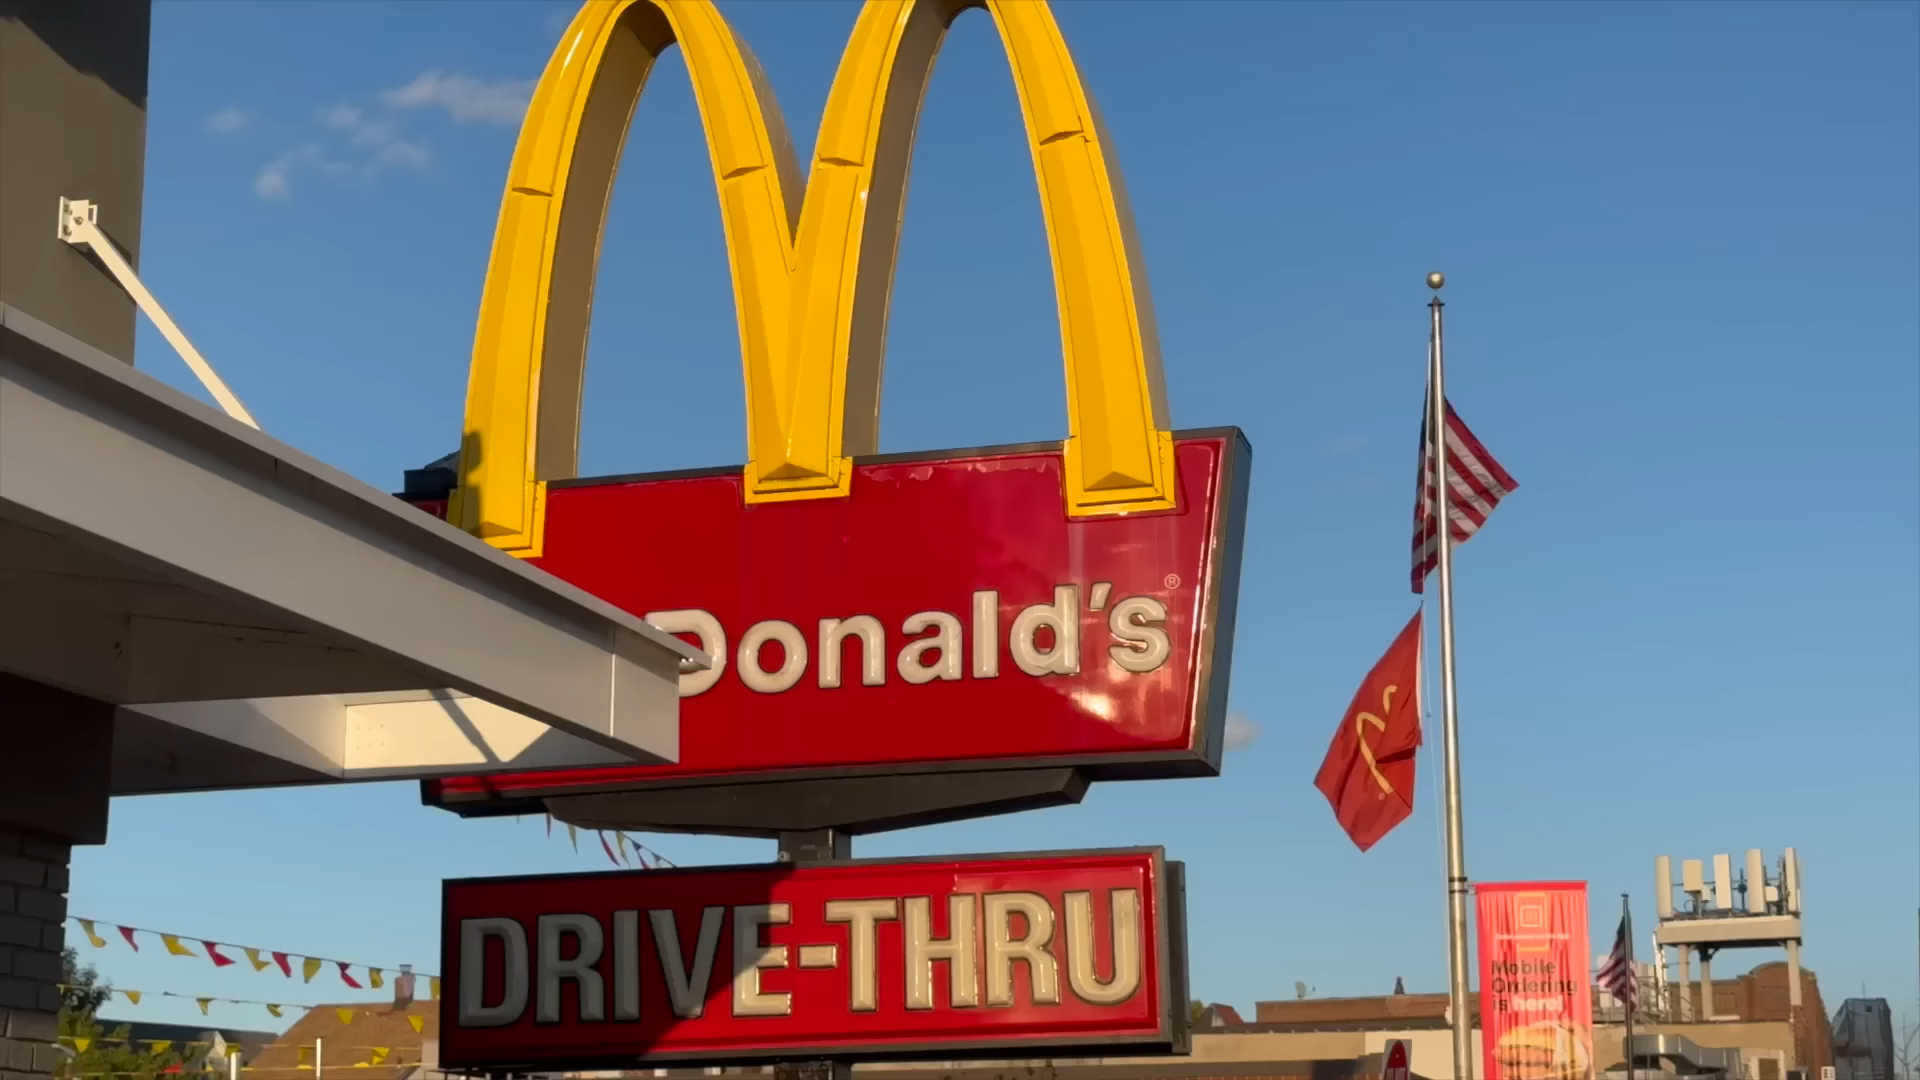 Donald's®
DRIVE-THRU
Mobile
Ordering
is here!